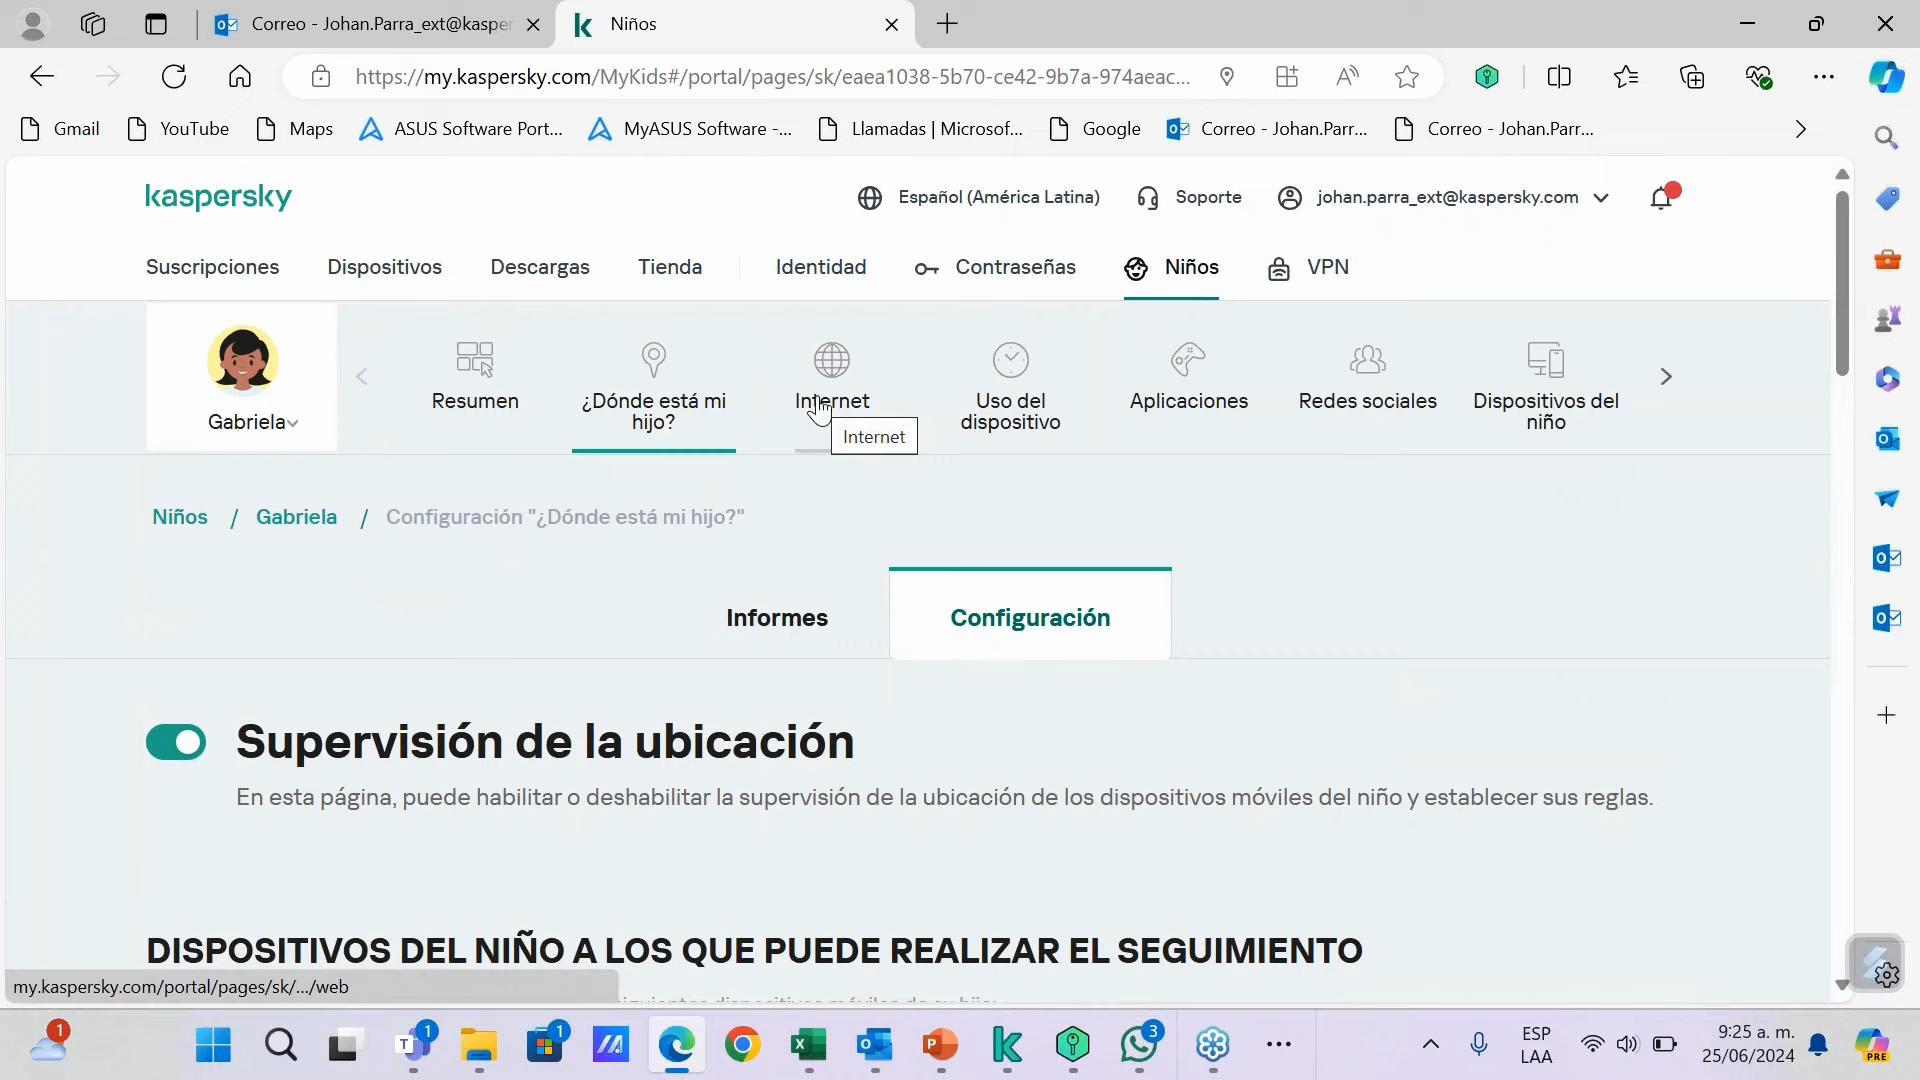 Correo - Johan.Parra_ext@kasper
Niños
https://my.kaspersky.com/MyKids#/portal/pages/sk/eaea1038-5b70-ce42-9b7a-974aeac...
Gmail
YouTube
Maps
ASUS Software Port...
MyASUS Software -...
Llamadas | Microsof...
Google
Correo - Johan.Parr...
Correo - Johan.Parr...
kaspersky
Español (América Latina)
Soporte
johan.parra_ext@kaspersky.com
Suscripciones
Dispositivos
Descargas
Tienda
Identidad
Contraseñas
Niños
VPN
Gabriela
Resumen
¿Dónde está mi
hijo?
Internet
Internet
Uso del
dispositivo
Aplicaciones
Redes sociales
Dispositivos del
niño
Niños / Gabriela / Configuración "¿Dónde está mi hijo?"
Informes
Configuración
Supervisión de la ubicación
En esta página, puede habilitar o deshabilitar la supervisión de la ubicación de los dispositivos móviles del niño y establecer sus reglas.
DISPOSITIVOS DEL NIÑO A LOS QUE PUEDE REALIZAR EL SEGUIMIENTO
my.kaspersky.com/portal/pages/sk/.../web
1
1
1
3
ESP
LAA
9:25 a. m.
25/06/2024
PRE